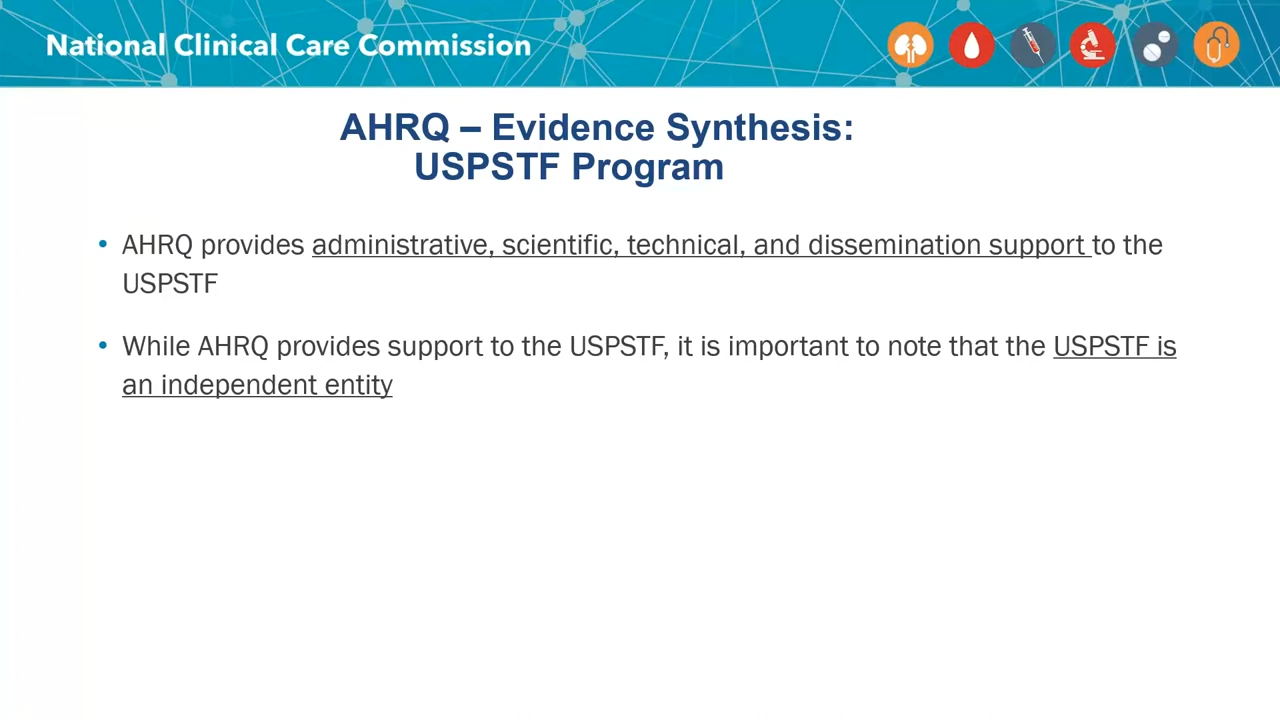 National Clinical Care Commission
AHRQ – Evidence Synthesis:
USPSTF Program
• AHRQ provides administrative, scientific, technical, and dissemination support to the
USPSTF
• While AHRQ provides support to the USPSTF, it is important to note that the USPSTF is
an independent entity